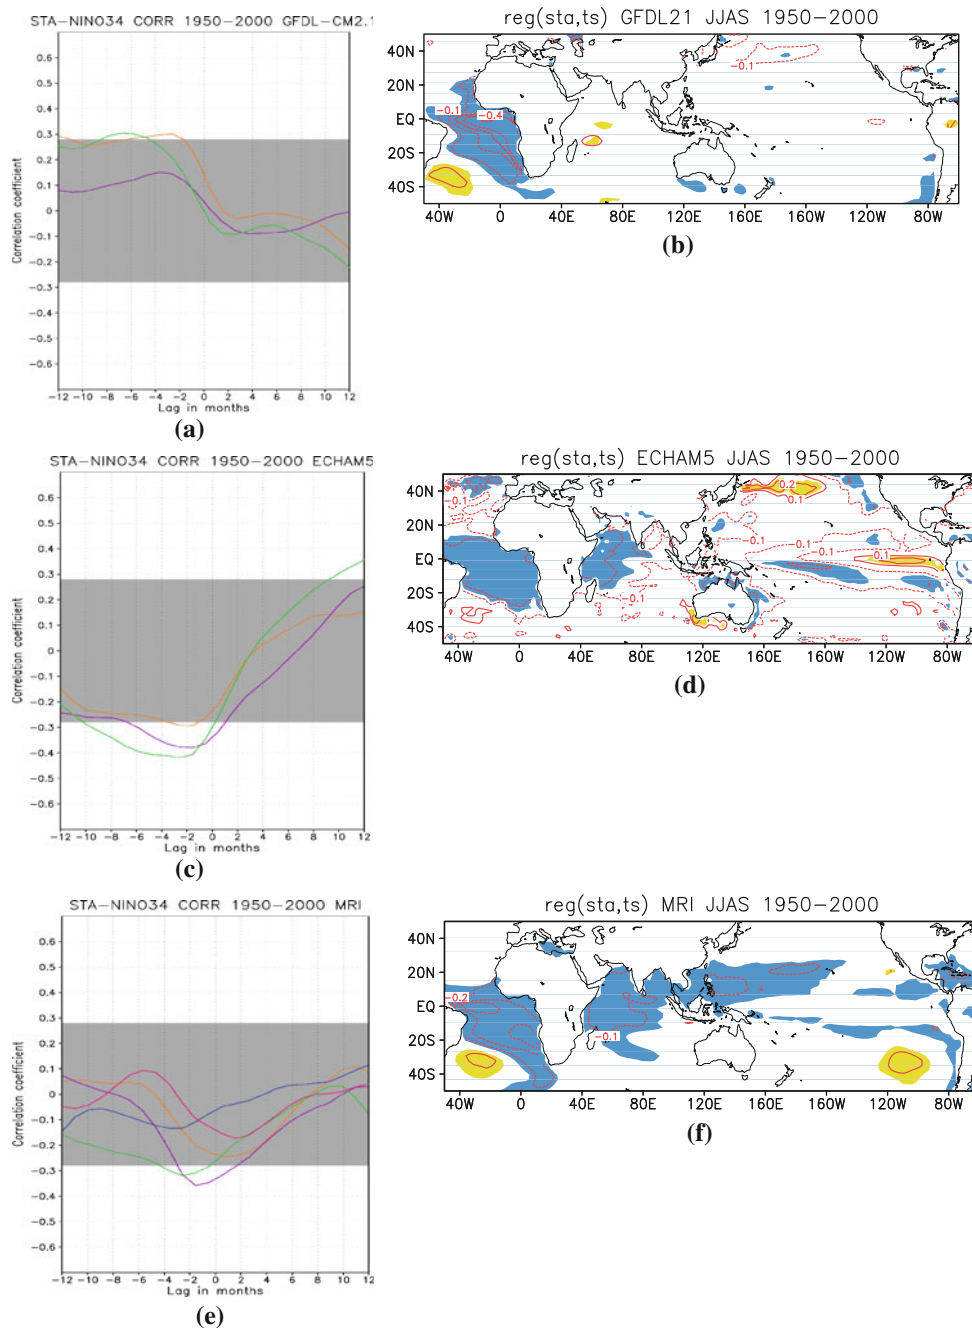 STA-NINO34 CORR 1950-2000 GFDL-CM2.1
Correlation coefficient
0.6
0.5
0.4
0.3
0.2
0.1
0
-0.1
-0.2
-0.3
-0.4
-0.5
-0.6
-12 -10 -8 -6 -4 -2 0 2 4 6 8 10 12
Lag in months
(a)
reg(sta,ts) GFDL21 JJAS 1950-2000
40N
20N
EQ
20S
40S
-0.1
-0.1
-0.4
40W 0 40E 80E 120E 160E 160W 120W 80W
(b)
STA-NINO34 CORR 1950-2000 ECHAM5
Correlation coefficient
0.6
0.5
0.4
0.3
0.2
0.1
0
-0.1
-0.2
-0.3
-0.4
-0.5
-0.6
-12 -10 -8 -6 -4 -2 0 2 4 6 8 10 12
Lag in months
(c)
reg(sta,ts) ECHAM5 JJAS 1950-2000
40N
20N
EQ
20S
40S
-0.1
0.2
0.1
-0.1
-0.1
-0.1
0.1
-0.1
40W 0 40E 80E 120E 160E 160W 120W 80W
(d)
STA-NINO34 CORR 1950-2000 MRI
Correlation coefficient
0.6
0.5
0.4
0.3
0.2
0.1
0
-0.1
-0.2
-0.3
-0.4
-0.5
-0.6
-12 -10 -8 -6 -4 -2 0 2 4 6 8 10 12
Lag in months
(e)
reg(sta,ts) MRI JJAS 1950-2000
40N
20N
EQ
20S
40S
-0.2
-0.1
40W 0 40E 80E 120E 160E 160W 120W 80W
(f)